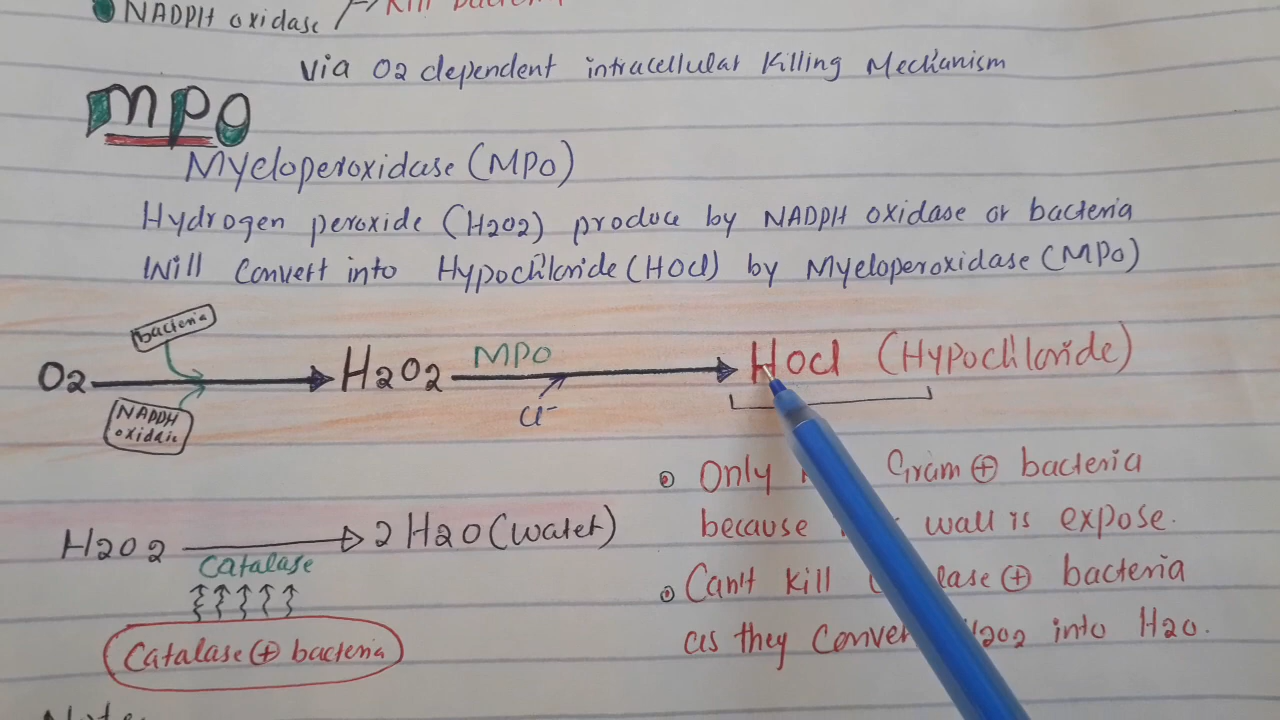 NADPH oxidase / → Kill bacteria
Via O2 dependent intracellular Killing Mechanism
MPO
Myeloperoxidase (MPO)
Hydrogen peroxide (H2O2) produce by NADPH oxidase or bacteria
Will Convert into Hypochloride (HOCl) by Myeloperoxidase (MPO)
bacteria
O2 → H2O2 MPO → HOCl (Hypochloride)
NADPH
oxidase
Cl-
Only Gram ⊕ bacteria
because wall is expose.
H2O2 → 2 H2O (Water)
Catalase
Can't kill ⊕ bacteria
as they H2O2 into H2O.
Catalase ⊕ bacteria